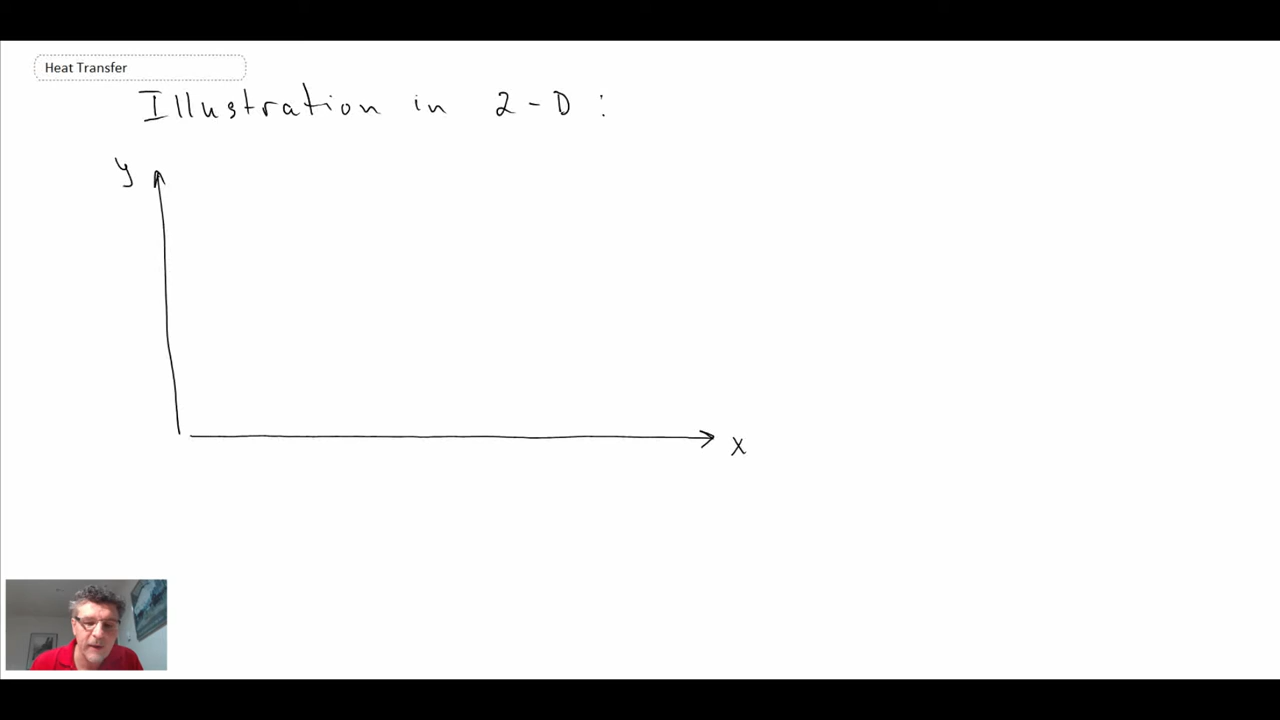 Heat Transfer
Illustration in 2-D :
y
x